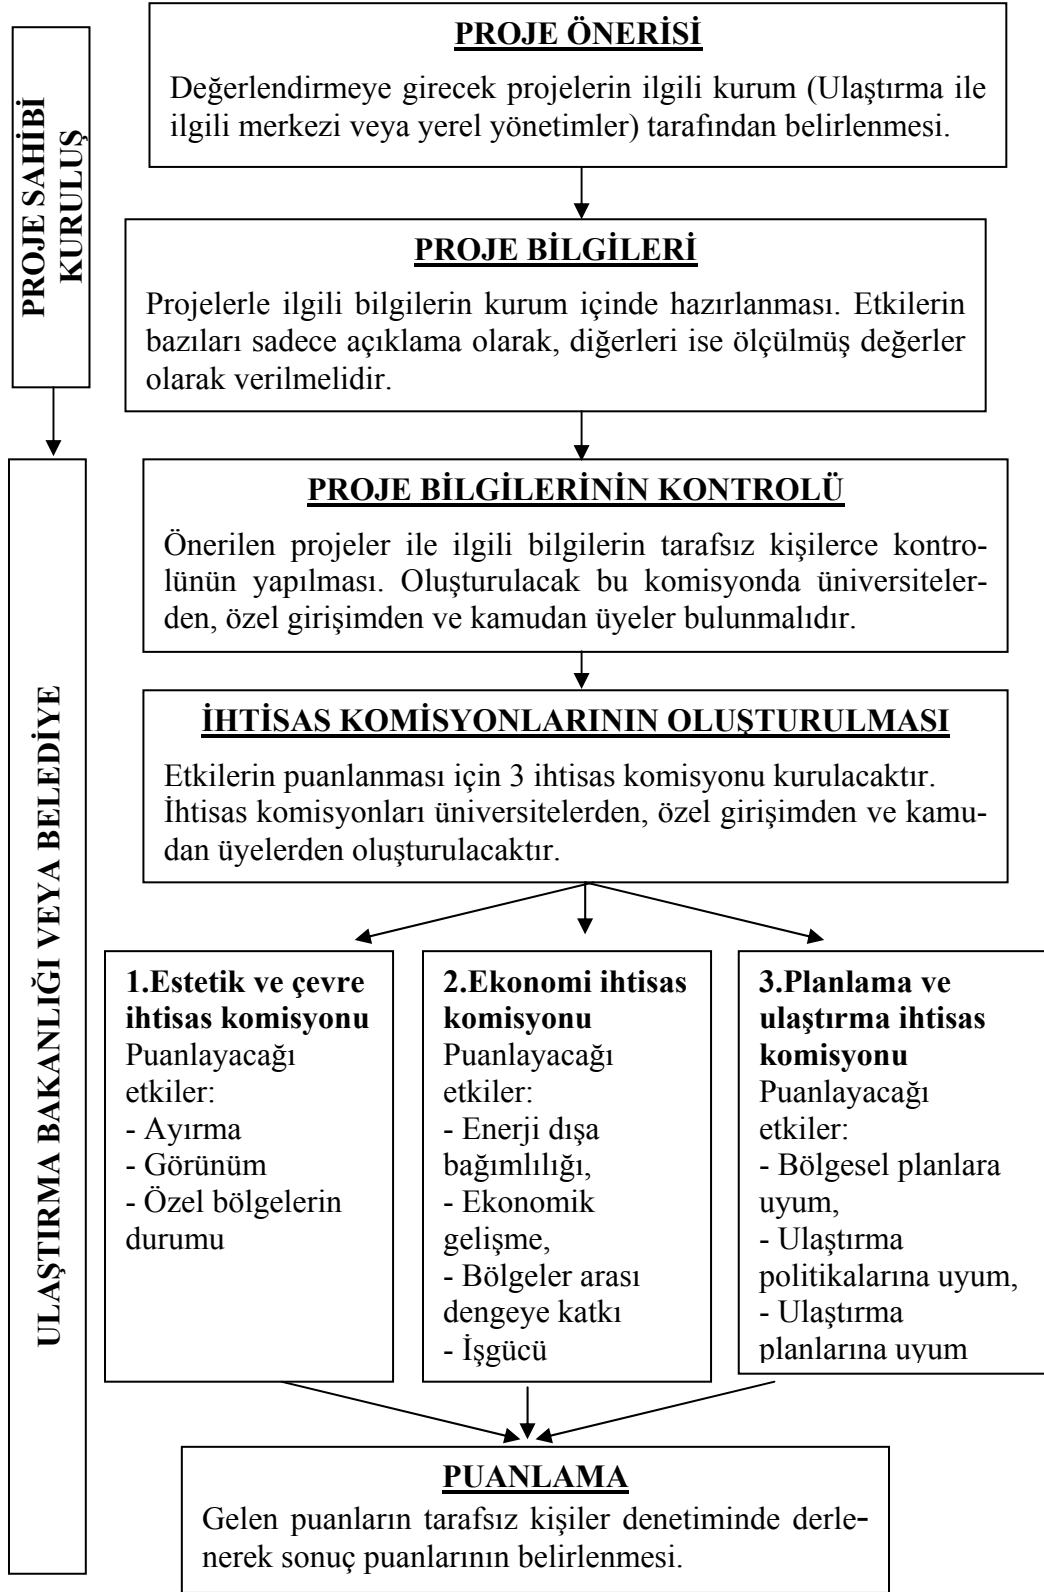 PROJE SAHİBİ
KURULUŞ
PROJE ÖNERİSİ
Değerlendirmeye girecek projelerin ilgili kurum (Ulaştırma ile
ilgili merkezi veya yerel yönetimler) tarafından belirlenmesi.
PROJE BİLGİLERİ
Projelerle ilgili bilgilerin kurum içinde hazırlanması. Etkilerin
bazıları sadece açıklama olarak, diğerleri ise ölçülmüş değerler
olarak verilmelidir.
ULAŞTIRMA BAKANLIĞI VEYA BELEDİYE
PROJE BİLGİLERİNİN KONTROLÜ
Önerilen projeler ile ilgili bilgilerin tarafsız kişilerce kontro-
lünün yapılması. Oluşturulacak bu komisyonda üniversiteler-
den, özel girişimden ve kamudan üyeler bulunmalıdır.
İHTİSAS KOMİSYONLARININ OLUŞTURULMASI
Etkilerin puanlanması için 3 ihtisas komisyonu kurulacaktır.
İhtisas komisyonları üniversitelerden, özel girişimden ve kamu-
dan üyelerden oluşturulacaktır.
1.Estetik ve çevre
ihtisas komisyonu
Puanlayacağı
etkiler:
- Ayırma
- Görünüm
- Özel bölgelerin
durumu
2.Ekonomi ihtisas
komisyonu
Puanlayacağı
etkiler:
- Enerji dışa
bağımlılığı,
- Ekonomik
gelişme,
- Bölgeler arası
dengeye katkı
- İşgücü
3.Planlama ve
ulaştırma ihtisas
komisyonu
Puanlayacağı
etkiler:
- Bölgesel planlara
uyum,
- Ulaştırma
politikalarına uyum,
- Ulaştırma
planlarına uyum
PUANLAMA
Gelen puanların tarafsız kişiler denetiminde derle-
nerek sonuç puanlarının belirlenmesi.